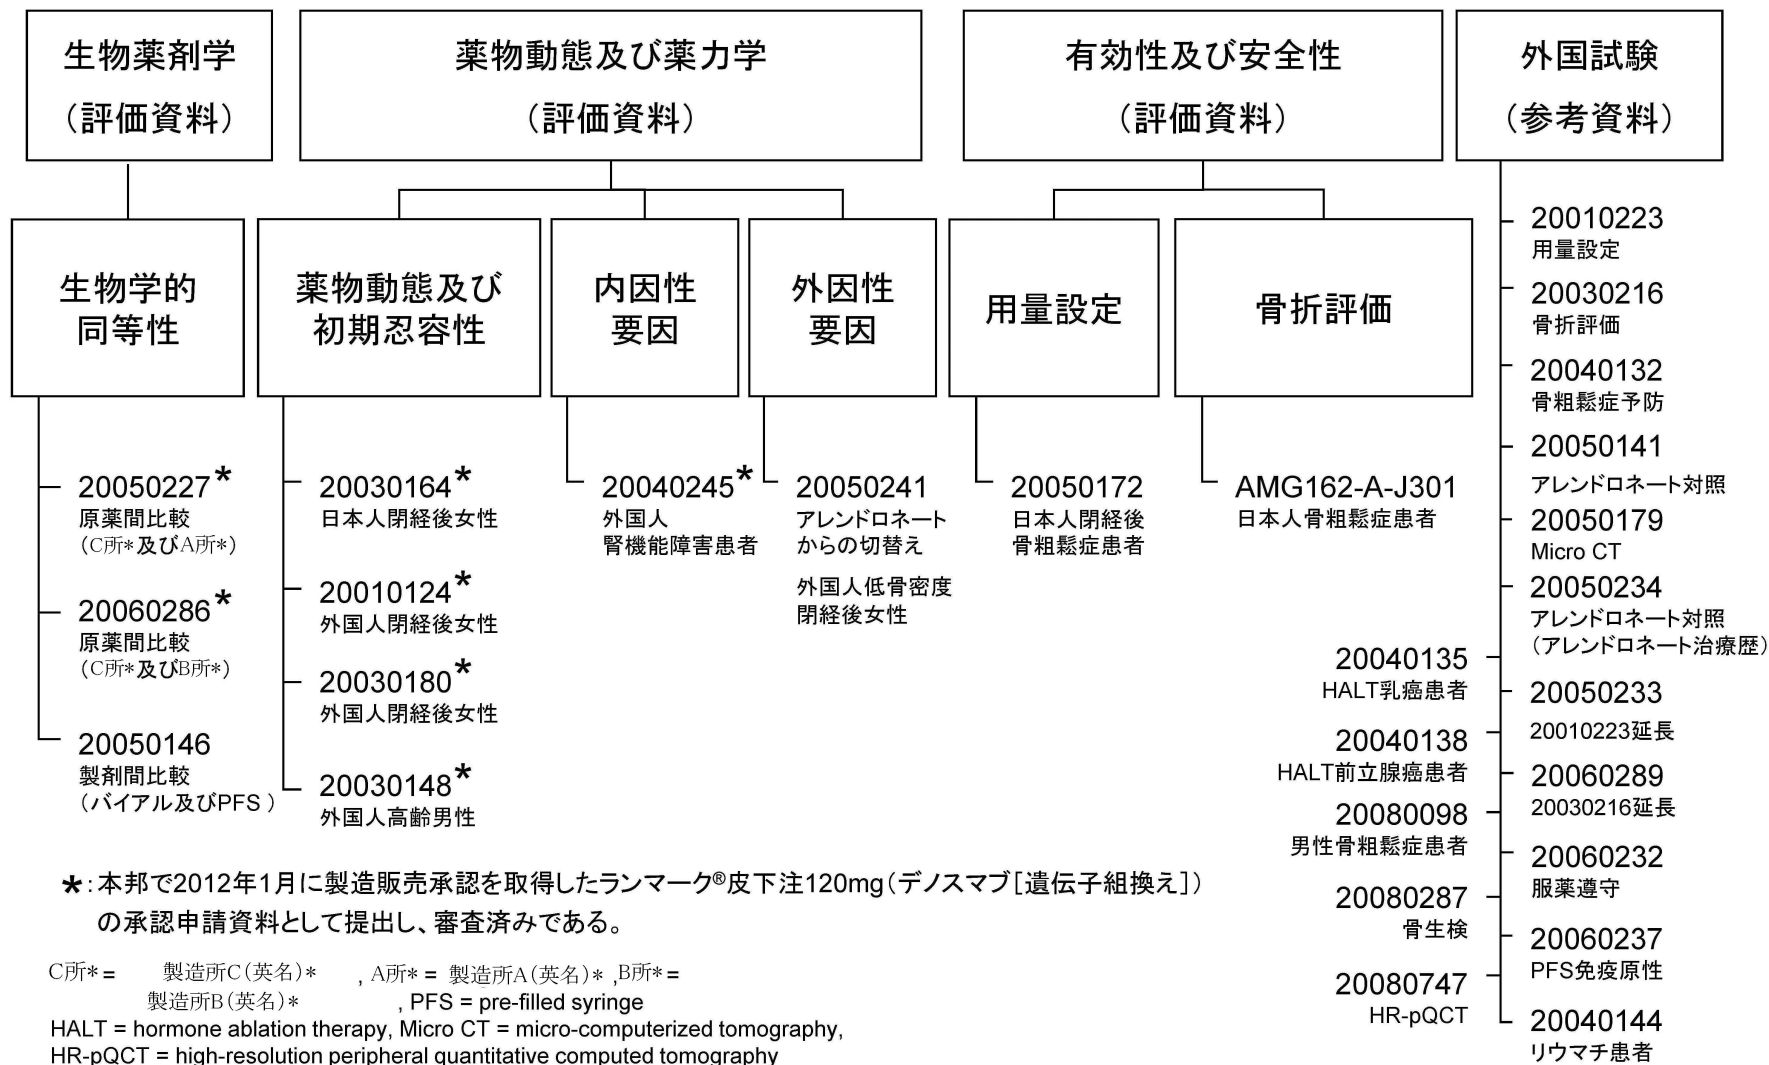 生物薬剤学
(評価資料)
薬物動態及び薬力学
(評価資料)
有効性及び安全性
(評価資料)
外国試験
(参考資料)
生物学的
同等性
薬物動態及び
初期忍容性
内因性
要因
外因性
要因
用量設定
骨折評価
20050227*
原薬間比較
(C所*及びA所*)
20060286*
原薬間比較
(C所*及びB所*)
20050146
製剤間比較
(バイアル及びPFS )
20030164*
日本人閉経後女性
20010124*
外国人閉経後女性
20030180*
外国人閉経後女性
20030148*
外国人高齢男性
20040245*
外国人
腎機能障害患者
20050241
アレンドロネート
からの切替え
外国人低骨密度
閉経後女性
20050172
日本人閉経後
骨粗鬆症患者
AMG162-A-J301
日本人骨粗鬆症患者
20010223
用量設定
20030216
骨折評価
20040132
骨粗鬆症予防
20050141
アレンドロネート対照
20050179
Micro CT
20050234
アレンドロネート対照
(アレンドロネート治療歴)
20040135
HALT乳癌患者
20050233
20010223延長
20040138
HALT前立腺癌患者
20060289
20030216延長
20080098
男性骨粗鬆症患者
20060232
服薬遵守
20080287
骨生検
20060237
PFS免疫原性
20080747
HR-pQCT
20040144
リウマチ患者
*:本邦で2012年1月に製造販売承認を取得したランマーク®皮下注120mg(デノスマブ[遺伝子組換え])
の承認申請資料として提出し、審査済みである。
C所*= 製造所C(英名)* , A所*= 製造所A(英名)* ,B所*=
製造所B(英名)* , PFS = pre-filled syringe
HALT = hormone ablation therapy, Micro CT = micro-computerized tomography,
HR-pQCT = high-resolution peripheral quantitative computed tomography